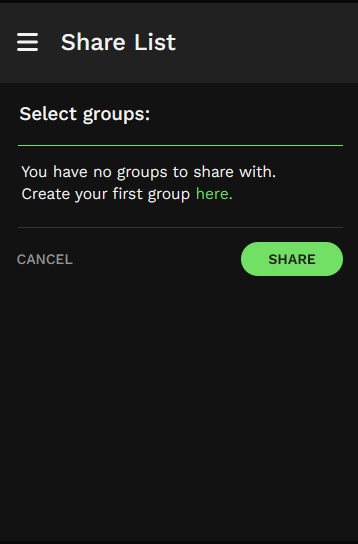 Share List
Select groups:
You have no groups to share with.
Create your first group here.
CANCEL
SHARE